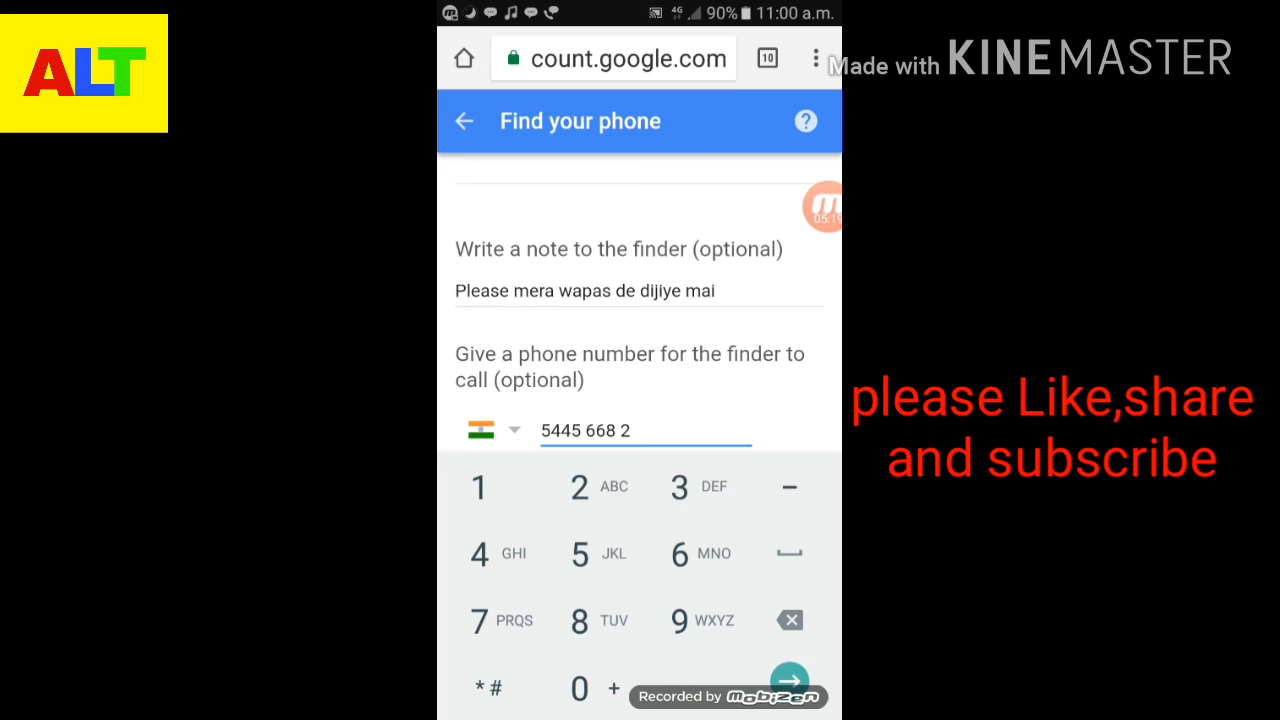 ALT
4G 90% 11:00 a.m.
count.google.com
10
Made with KINEMASTER
Find your phone
?
05:19
Write a note to the finder (optional)
Please mera wapas de dijiye mai
Give a phone number for the finder to
call (optional)
5445 668 2
please Like,share
and subscribe
1 2 ABC 3 DEF –
4 GHI 5 JKL 6 MNO
7 PRQS 8 TUV 9 WXYZ
* # 0 +
Recorded by mobizen